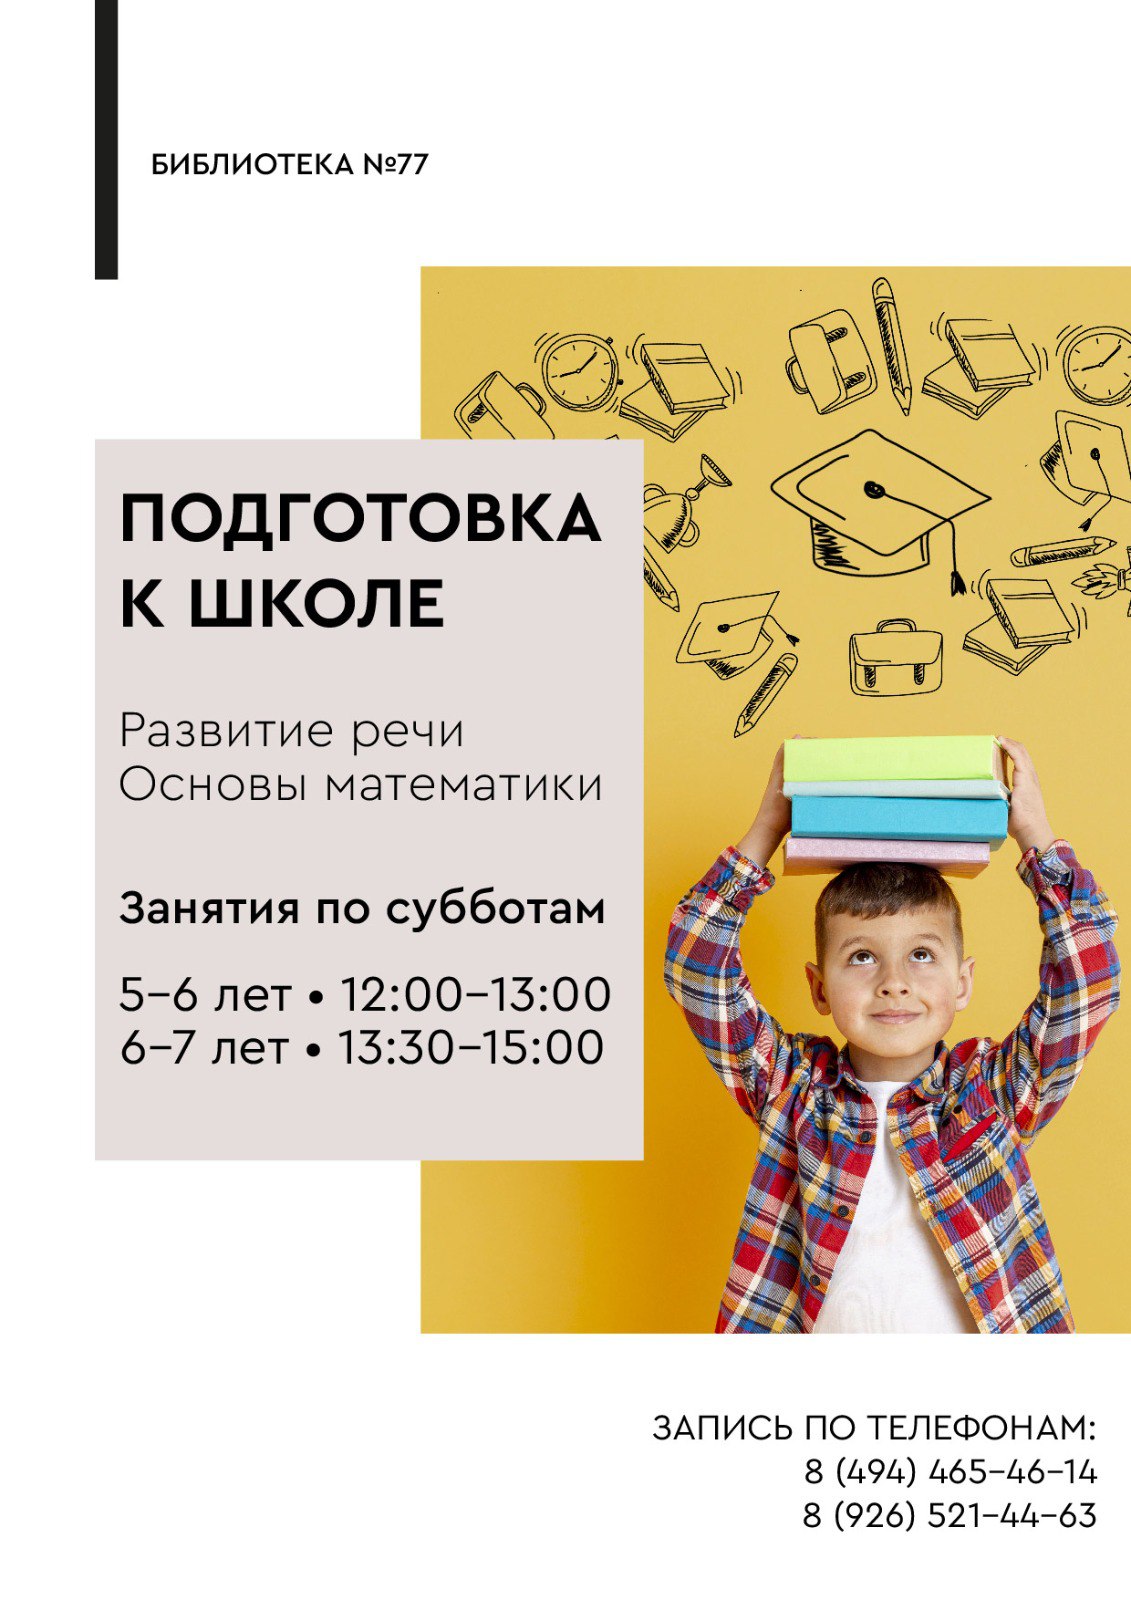 БИБЛИОТЕКА №77
ПОДГОТОВКА
К ШКОЛЕ
Развитие речи
Основы математики
Занятия по субботам
5–6 лет • 12:00–13:00
6–7 лет • 13:30–15:00
ЗАПИСЬ ПО ТЕЛЕФОНАМ:
8 (494) 465–46–14
8 (926) 521–44–63